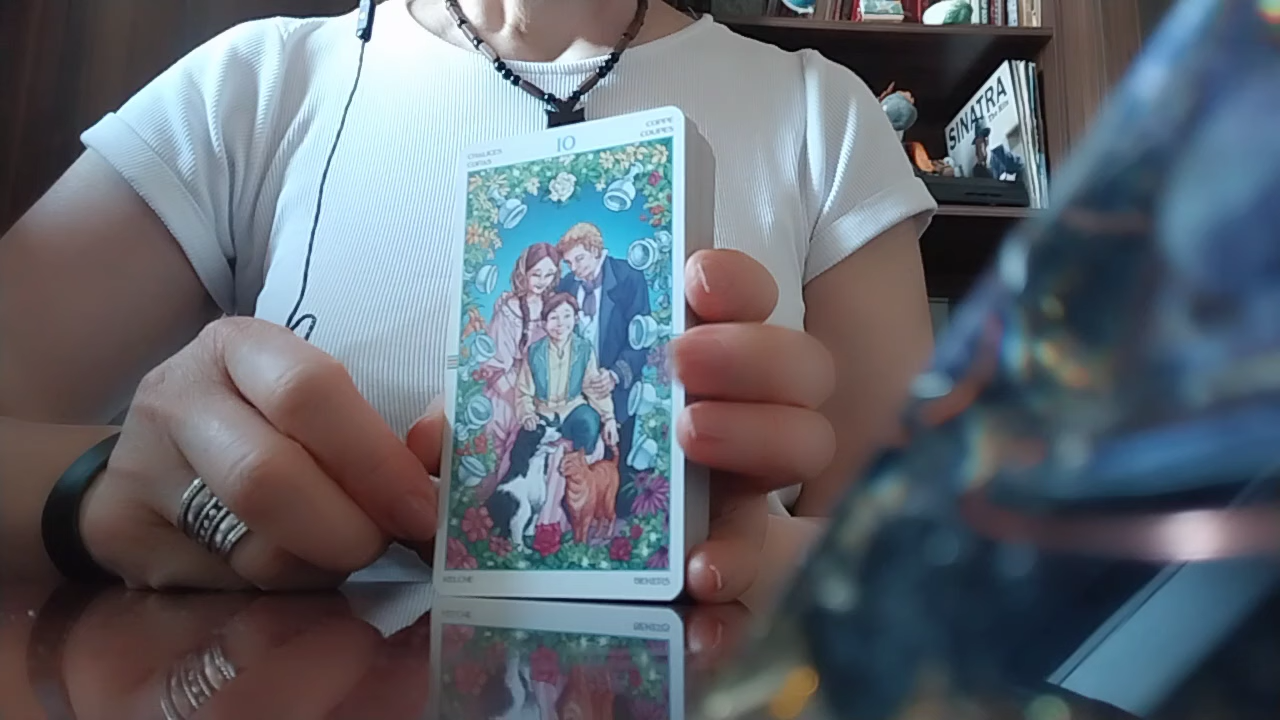 10
COPPE
COUPES
CHALICES
COPAS
KELCHE
BEKERS
SINATRA